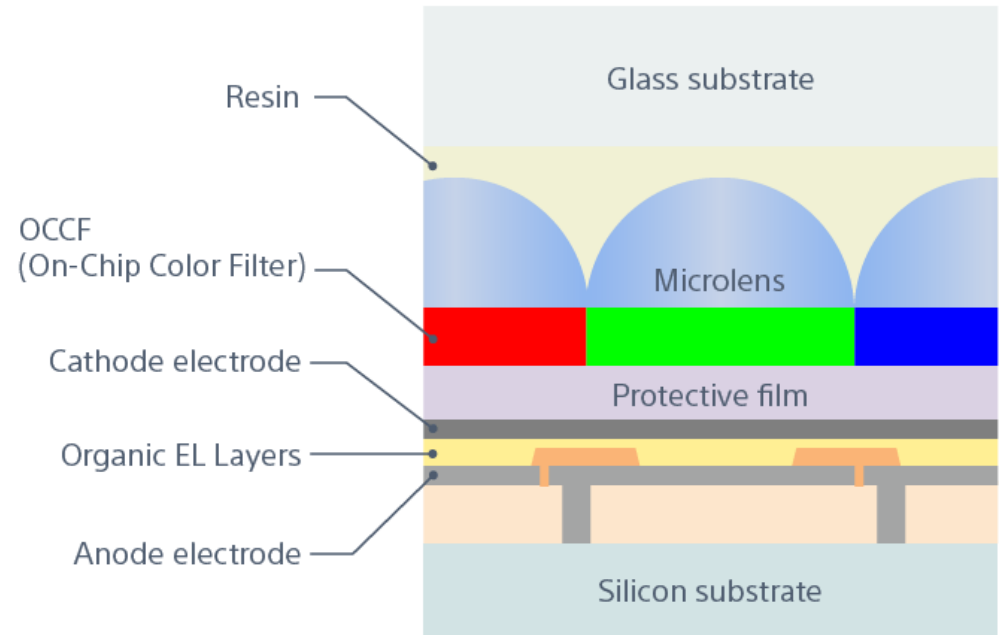 Glass substrate
Resin
OCCF
(On-Chip Color Filter)
Microlens
Cathode electrode
Protective film
Organic EL Layers
Anode electrode
Silicon substrate